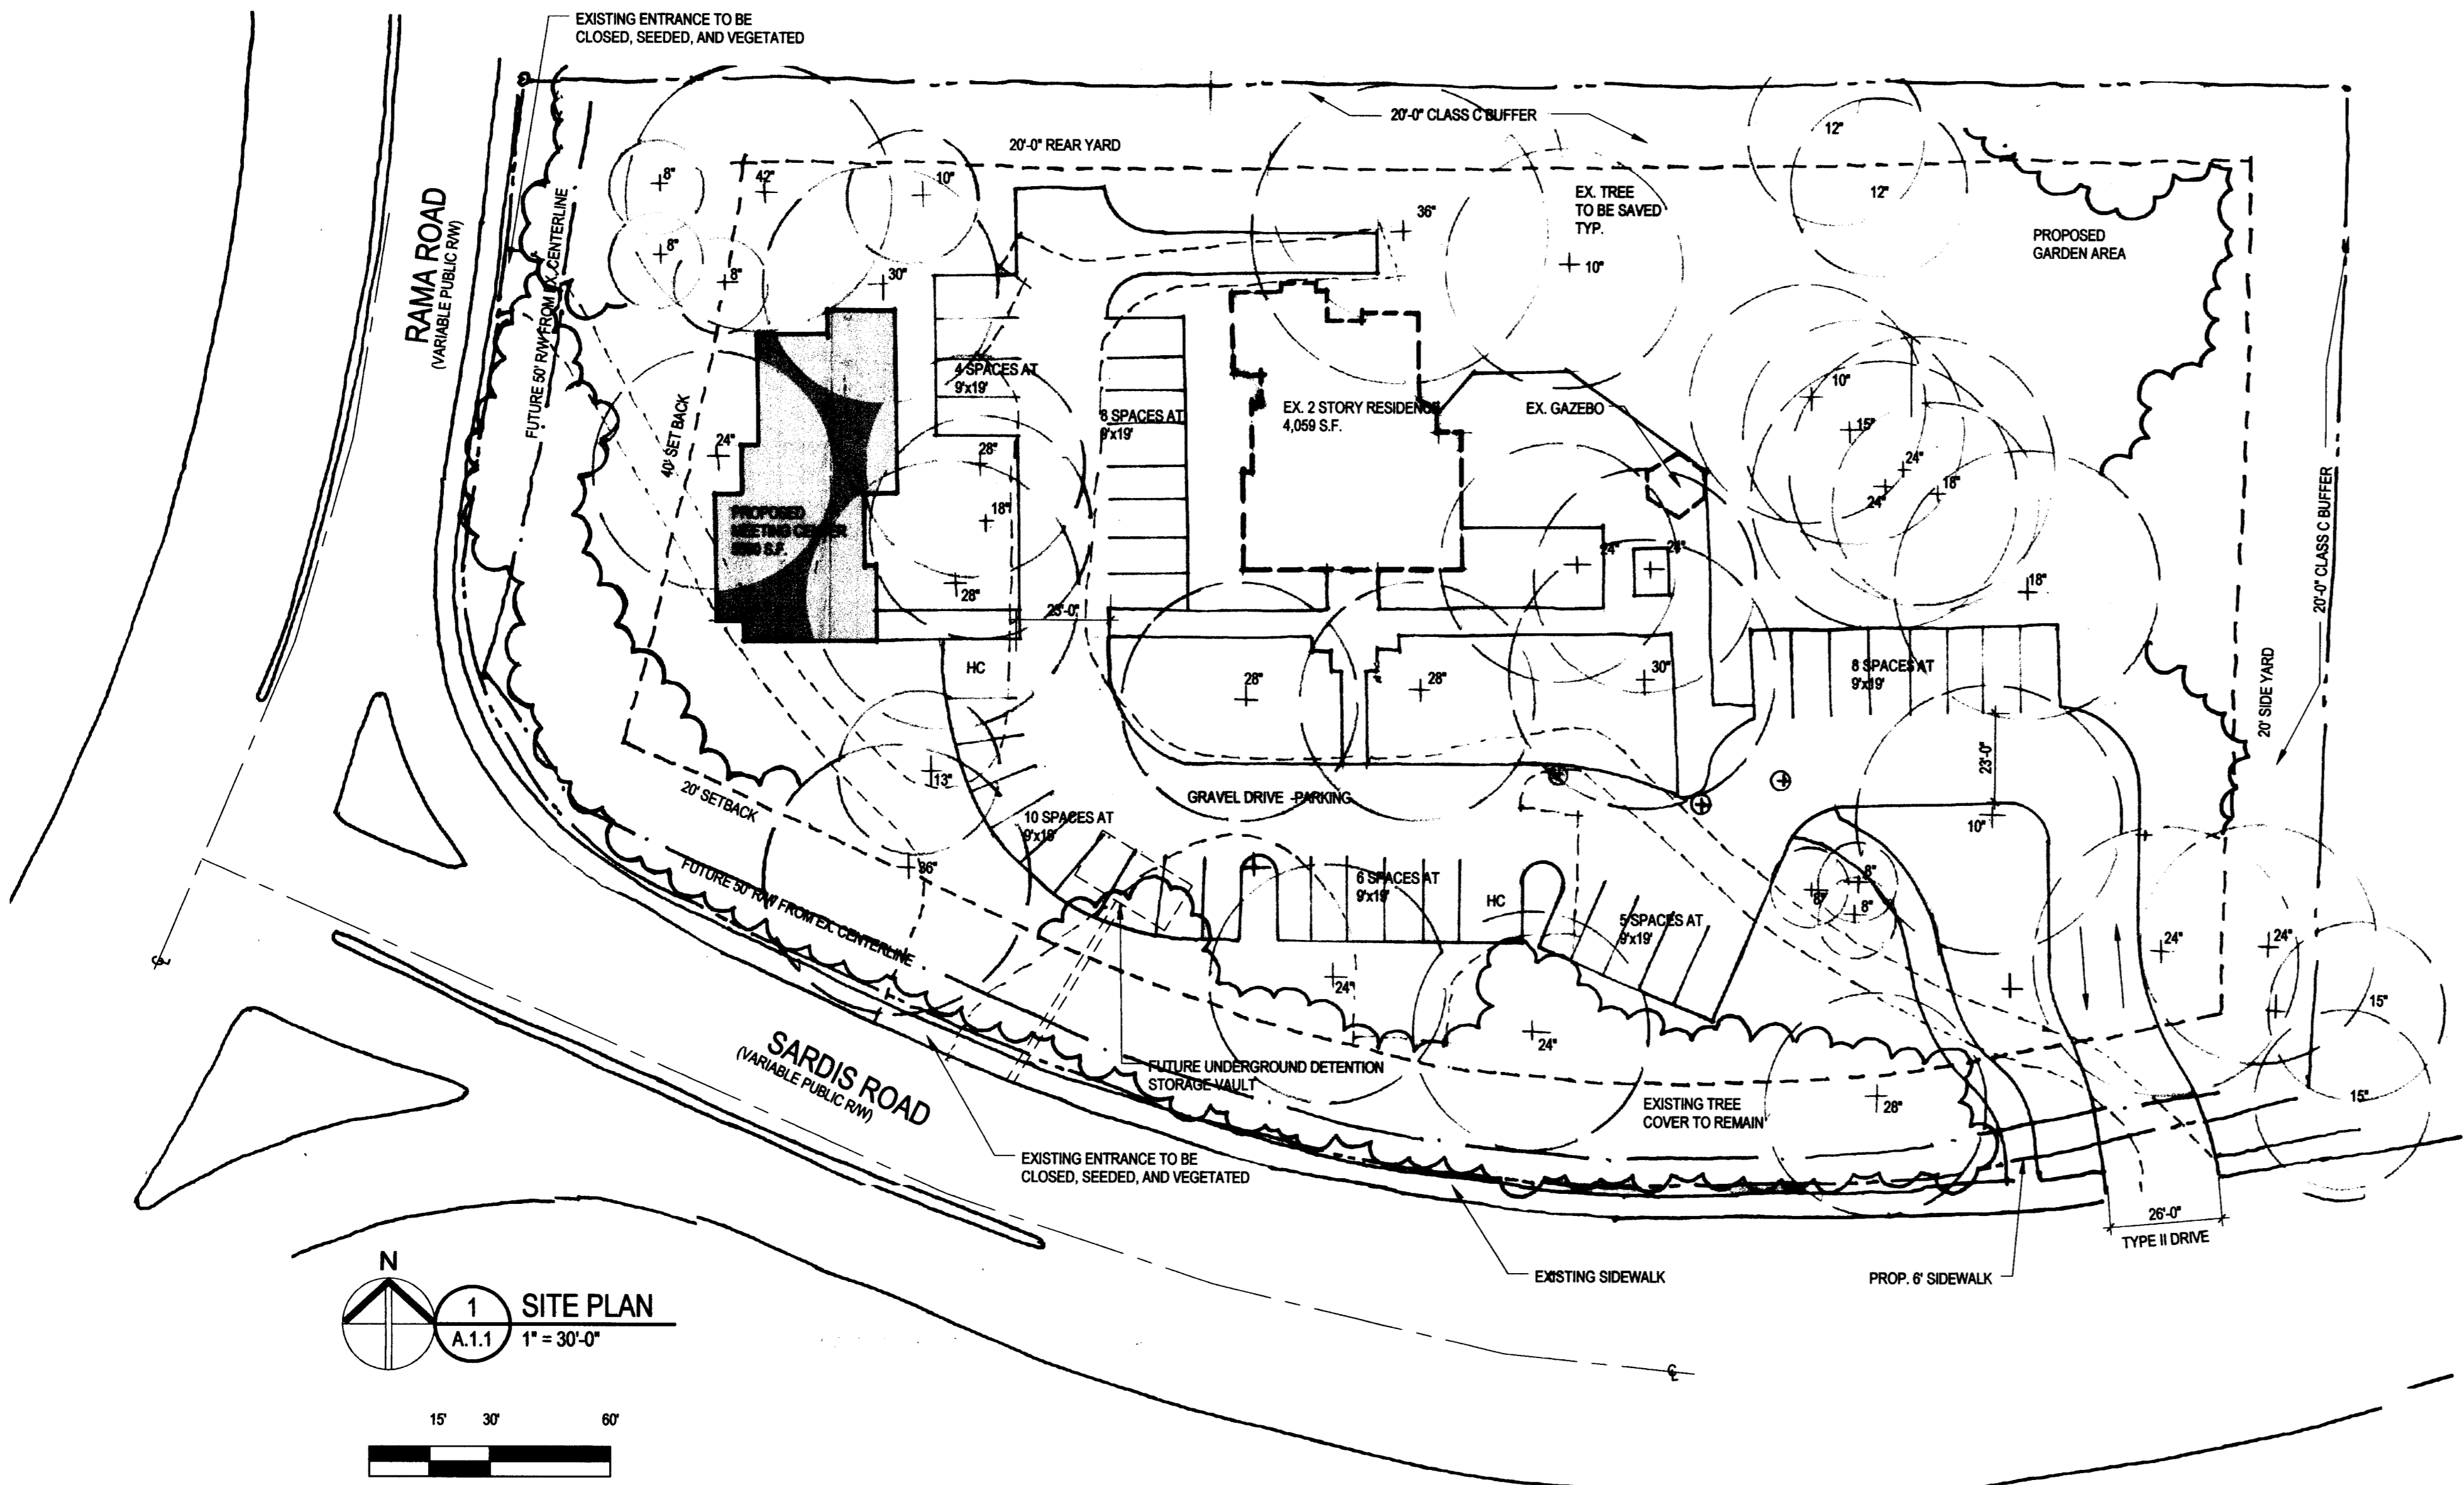 EXISTING ENTRANCE TO BE
CLOSED, SEEDED, AND VEGETATED
20'-0" CLASS C BUFFER
20'-0" REAR YARD
12"
12"
8"
42"
10"
36"
EX. TREE
TO BE SAVED
TYP.
10"
PROPOSED
GARDEN AREA
RAMA ROAD
(VARIABLE PUBLIC R/W)
FUTURE 50' R/W FROM EX. CENTERLINE
8"
8"
30"
4 SPACES AT
9'x19'
8 SPACES AT
9'x19'
EX. 2 STORY RESIDENCE
4,059 S.F.
EX. GAZEBO
10"
15"
24"
24"
18"
40' SET BACK
24"
28"
18"
28"
PROPOSED
MEETING CENTER
S.F.
24"
24"
18"
20'-0" CLASS C BUFFER
23'-0"
HC
28"
28"
30"
8 SPACES AT
9'x19'
20' SIDE YARD
23'-0"
13"
20' SETBACK
GRAVEL DRIVE - PARKING
10 SPACES AT
9'x19'
10"
36"
FUTURE 50' R/W FROM EX. CENTERLINE
6 SPACES AT
9'x19'
HC
5 SPACES AT
9'x19'
8"
8"
8"
24"
24"
24"
24"
15"
15"
SARDIS ROAD
(VARIABLE PUBLIC R/W)
FUTURE UNDERGROUND DETENTION
STORAGE VAULT
EXISTING TREE
COVER TO REMAIN
28"
EXISTING ENTRANCE TO BE
CLOSED, SEEDED, AND VEGETATED
26'-0"
TYPE II DRIVE
EXISTING SIDEWALK
PROP. 6' SIDEWALK
N
1
A.1.1
SITE PLAN
1" = 30'-0"
15' 30' 60'